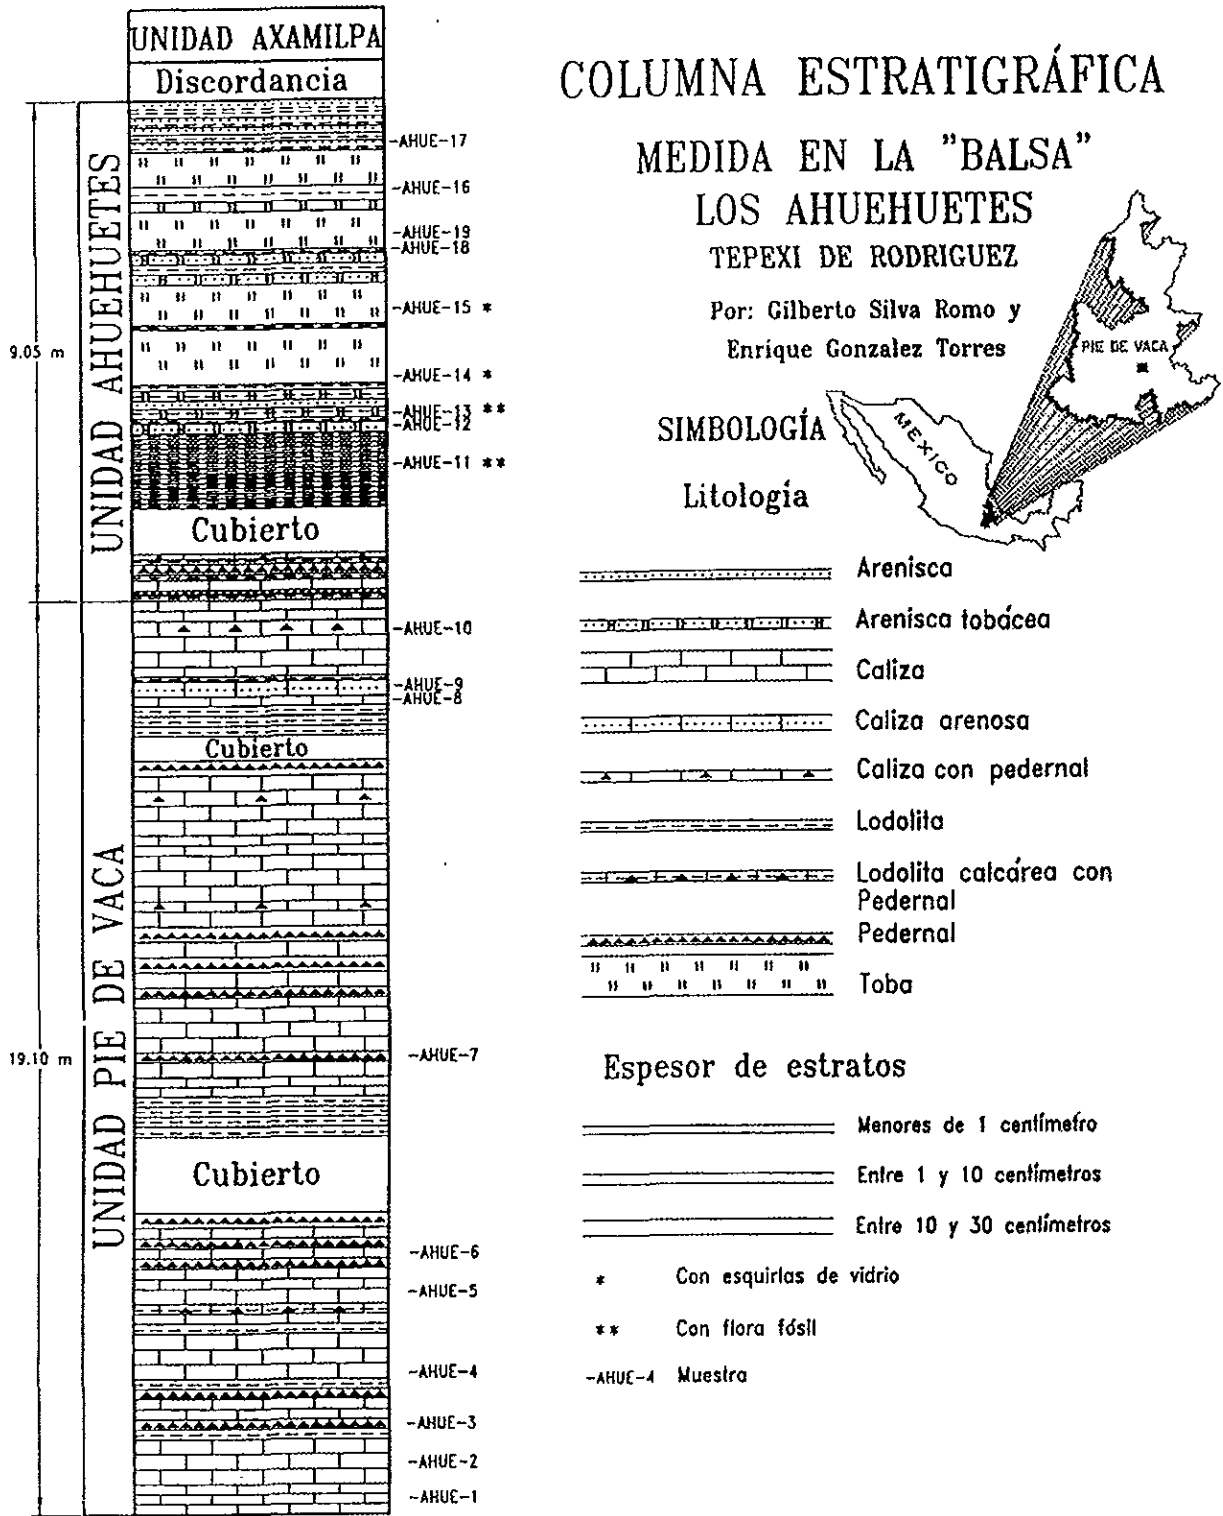 UNIDAD AXAMILPA
Discordancia
9.05 m
UNIDAD AHUEHUETES
-AHUE-17
-AHUE-16
-AHUE-19
-AHUE-18
-AHUE-15 *
-AHUE-14 *
-AHUE-13 **
-AHUE-12
-AHUE-11 **
Cubierto
19.10 m
UNIDAD PIE DE VACA
-AHUE-10
-AHUE-9
-AHUE-8
Cubierto
-AHUE-7
Cubierto
-AHUE-6
-AHUE-5
-AHUE-4
-AHUE-3
-AHUE-2
-AHUE-1
COLUMNA ESTRATIGRÁFICA
MEDIDA EN LA "BALSA"
LOS AHUEHUETES
TEPEXI DE RODRIGUEZ
Por: Gilberto Silva Romo y
Enrique Gonzalez Torres
PIE DE VACA
*
MEXICO
SIMBOLOGÍA
Litología
Arenisca
Arenisca tobácea
Caliza
Caliza arenosa
Caliza con pedernal
Lodolita
Lodolita calcárea con
Pedernal
Pedernal
Toba
Espesor de estratos
Menores de 1 centímetro
Entre 1 y 10 centímetros
Entre 10 y 30 centímetros
* Con esquirlas de vidrio
** Con flora fósil
-AHUE-4 Muestra